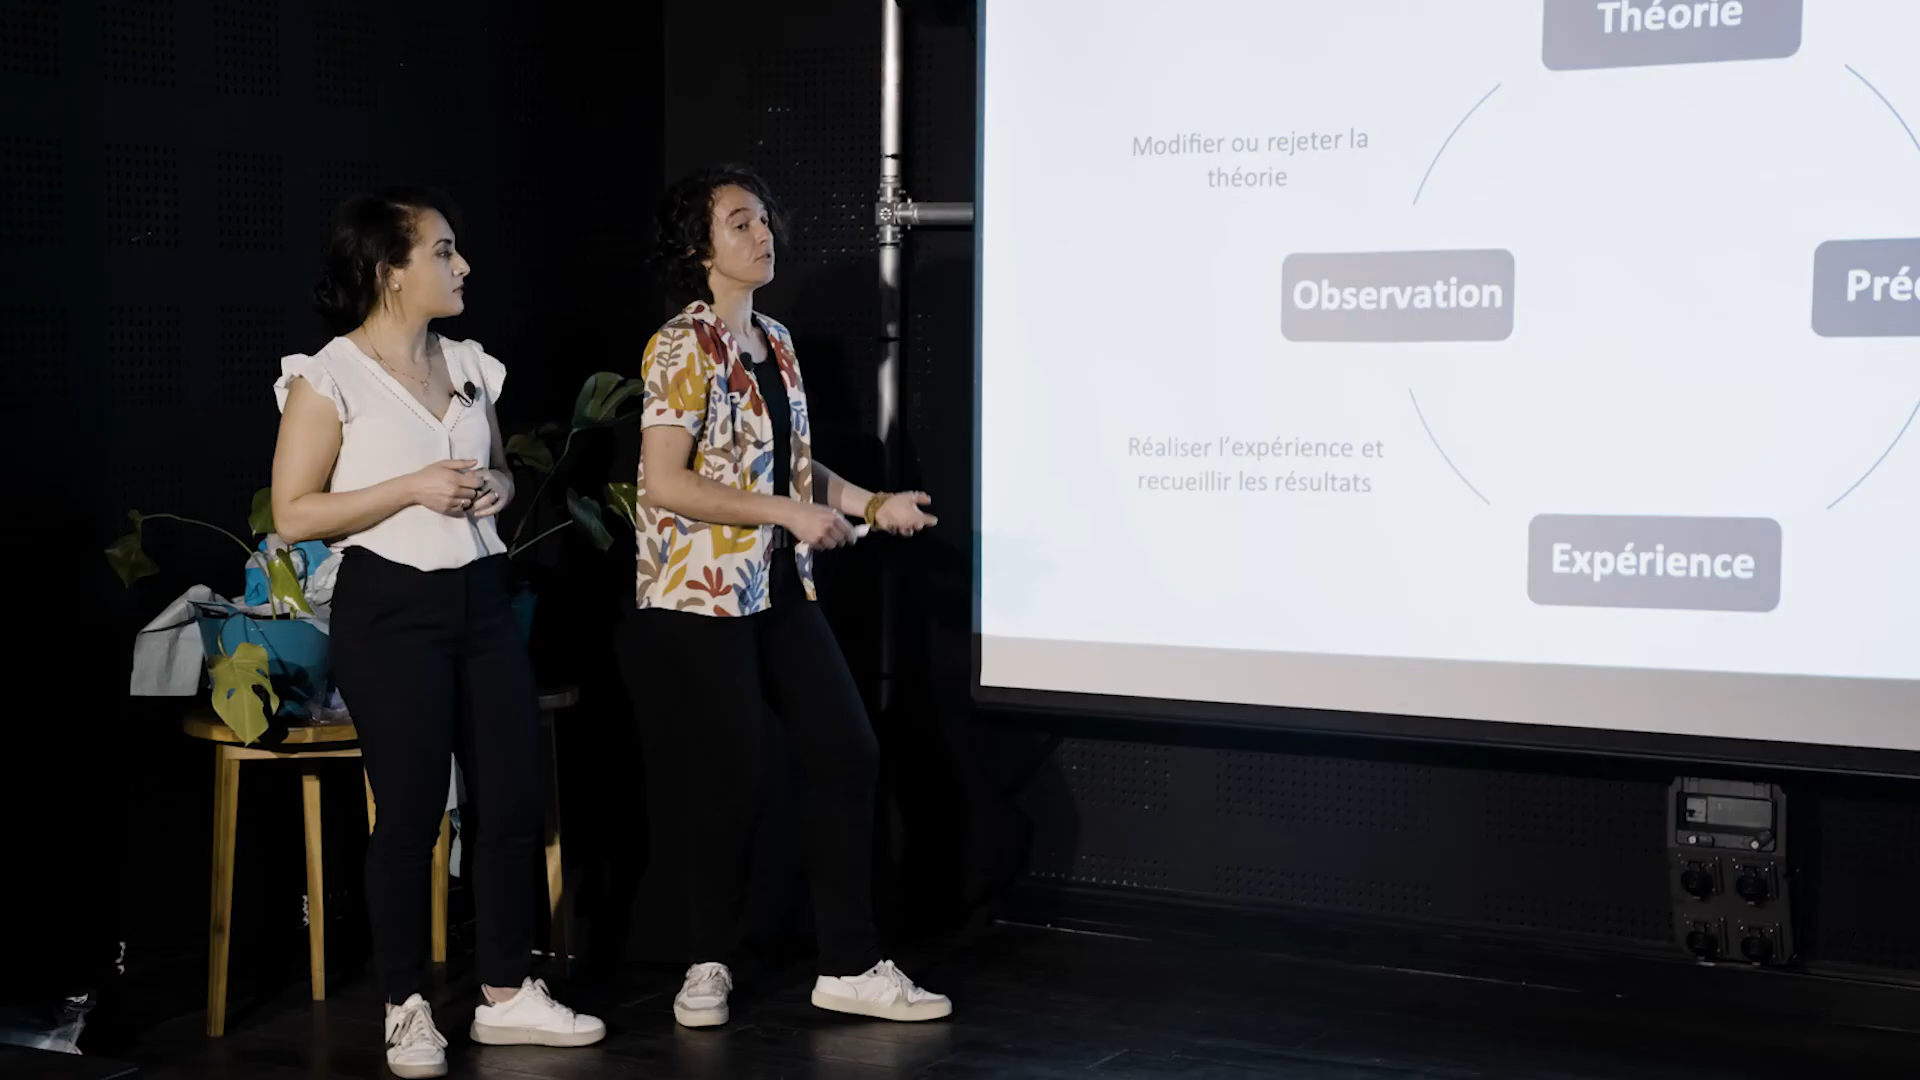 Théorie
Modifier ou rejeter la
théorie
Observation
Réaliser l'expérience et
recueillir les résultats
Expérience